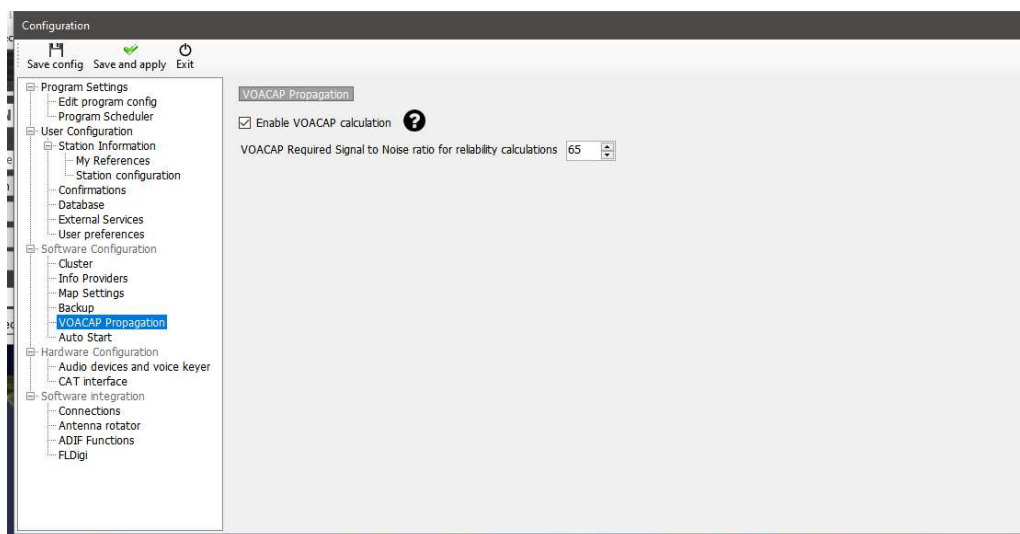 Configuration
Save config Save and apply Exit
Program Settings
Edit program config
Program Scheduler
User Configuration
Station Information
My References
Station configuration
Confirmations
Database
External Services
User preferences
Software Configuration
Cluster
Info Providers
Map Settings
Backup
VOACAP Propagation
Auto Start
Hardware Configuration
Audio devices and voice keyer
CAT interface
Software integration
Connections
Antenna rotator
ADIF Functions
FLDigi
VOACAP Propagation
Enable VOACAP calculation ?
VOACAP Required Signal to Noise ratio for reliability calculations 65